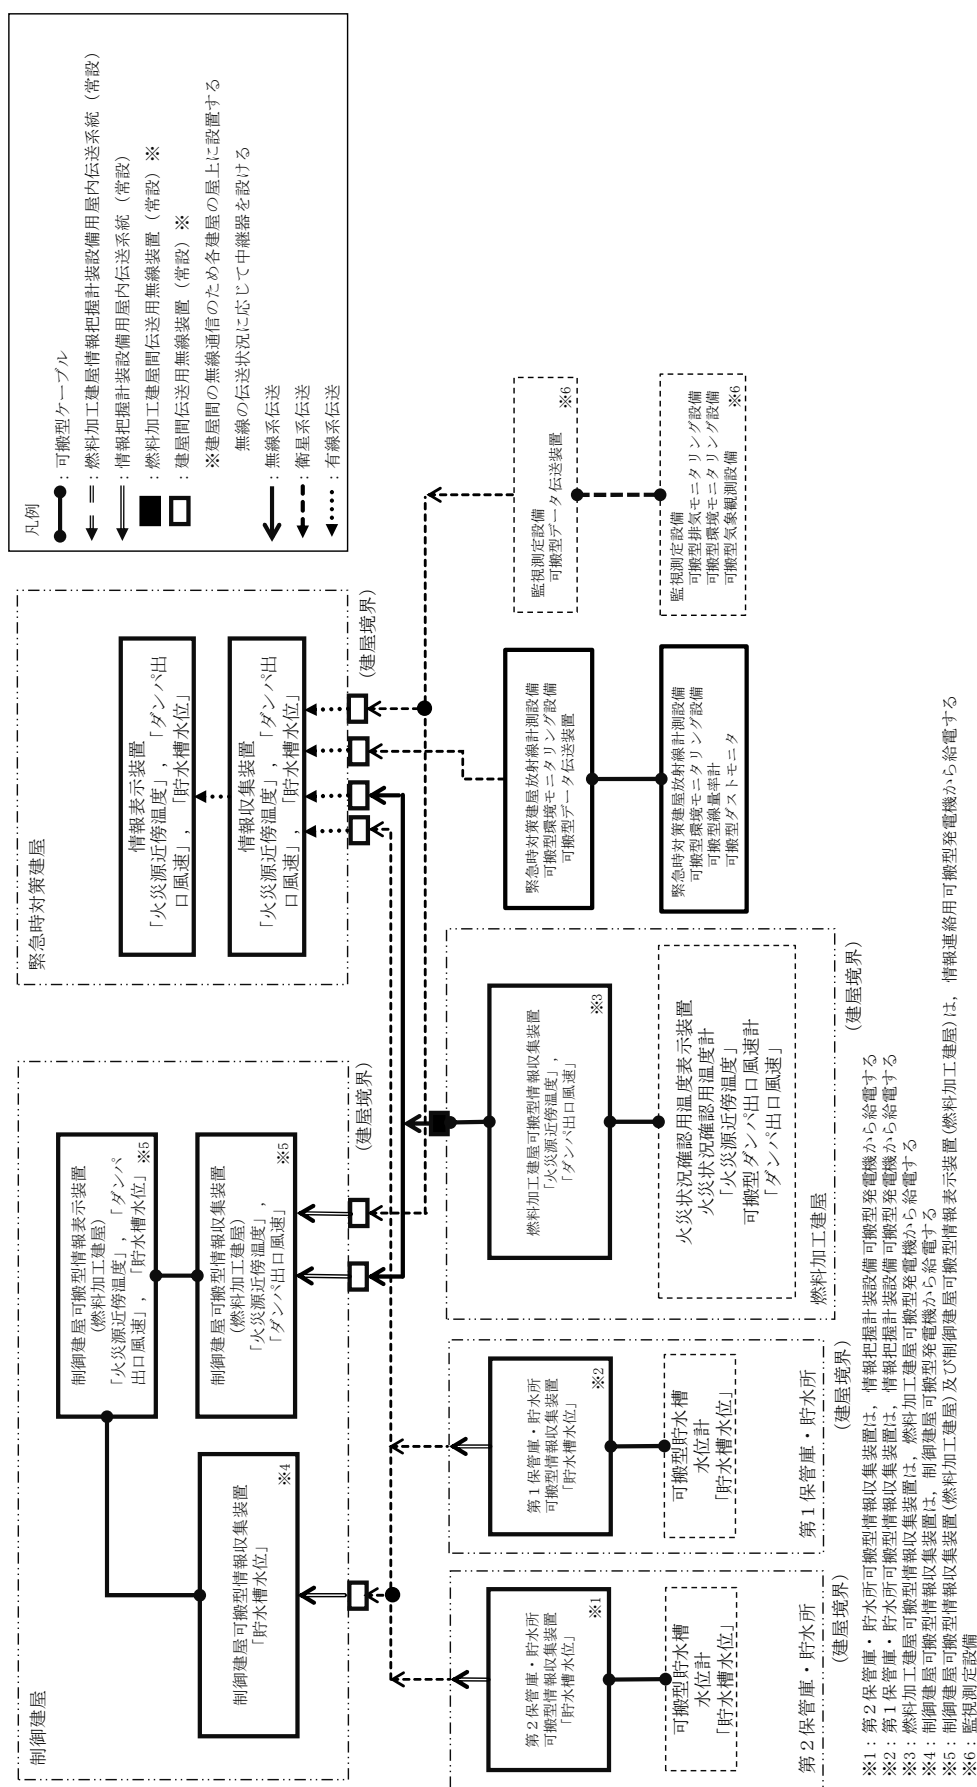 制御建屋
制御建屋可搬型情報表示装置
(燃料加工建屋)
「火災源近傍温度」,「ダンパ
出口風速」,「貯水槽水位」
※5
制御建屋可搬型情報収集装置
「貯水槽水位」
※4
制御建屋可搬型情報収集装置
(燃料加工建屋)
「火災源近傍温度」,
「ダンパ出口風速」
※5
(建屋境界)
緊急時対策建屋
情報表示装置
「火災源近傍温度」,「ダンパ出
口風速」,「貯水槽水位」
情報収集装置
「火災源近傍温度」,「ダンパ出
口風速」,「貯水槽水位」
(建屋境界)
凡例
:可搬型ケーブル
:燃料加工建屋情報把握計装設備用屋内伝送系統(常設)
:情報把握計装設備用屋内伝送系統(常設)
:燃料加工建屋間伝送用無線装置(常設)※
:建屋間伝送用無線装置(常設)※
※建屋間の無線通信のため各建屋の屋上に設置する
無線の伝送状況に応じて中継器を設ける
:無線系伝送
:衛星系伝送
:有線系伝送
第2保管庫・貯水所
可搬型情報収集装置
「貯水槽水位」
※1
可搬型貯水槽
水位計
「貯水槽水位」
第2保管庫・貯水所
(建屋境界)
第1保管庫・貯水所
可搬型情報収集装置
「貯水槽水位」
※2
可搬型貯水槽
水位計
「貯水槽水位」
第1保管庫・貯水所
(建屋境界)
燃料加工建屋可搬型情報収集装置
「火災源近傍温度」,
「ダンパ出口風速」
※3
火災状況確認用温度表示装置
火災状況確認用温度計
「火災源近傍温度」
可搬型ダンパ出口風速計
「ダンパ出口風速」
燃料加工建屋
(建屋境界)
緊急時対策建屋放射線計測設備
可搬型環境モニタリング設備
可搬型データ伝送装置
緊急時対策建屋放射線計測設備
可搬型環境モニタリング設備
可搬型線量率計
可搬型ダストモニタ
監視測定設備
可搬型データ伝送装置
※6
監視測定設備
可搬型排気モニタリング設備
可搬型環境モニタリング設備
可搬型気象観測設備
※6
※1:第2保管庫・貯水所可搬型情報収集装置は,情報把握計装設備可搬型発電機から給電する
※2:第1保管庫・貯水所可搬型情報収集装置は,情報把握計装設備可搬型発電機から給電する
※3:燃料加工建屋可搬型情報収集装置は,燃料加工建屋可搬型発電機から給電する
※4:制御建屋可搬型情報収集装置は,制御建屋可搬型発電機から給電する
※5:制御建屋可搬型情報収集装置(燃料加工建屋)及び制御建屋可搬型情報表示装置(燃料加工建屋)は,情報連絡用可搬型発電機から給電する
※6:監視測定設備